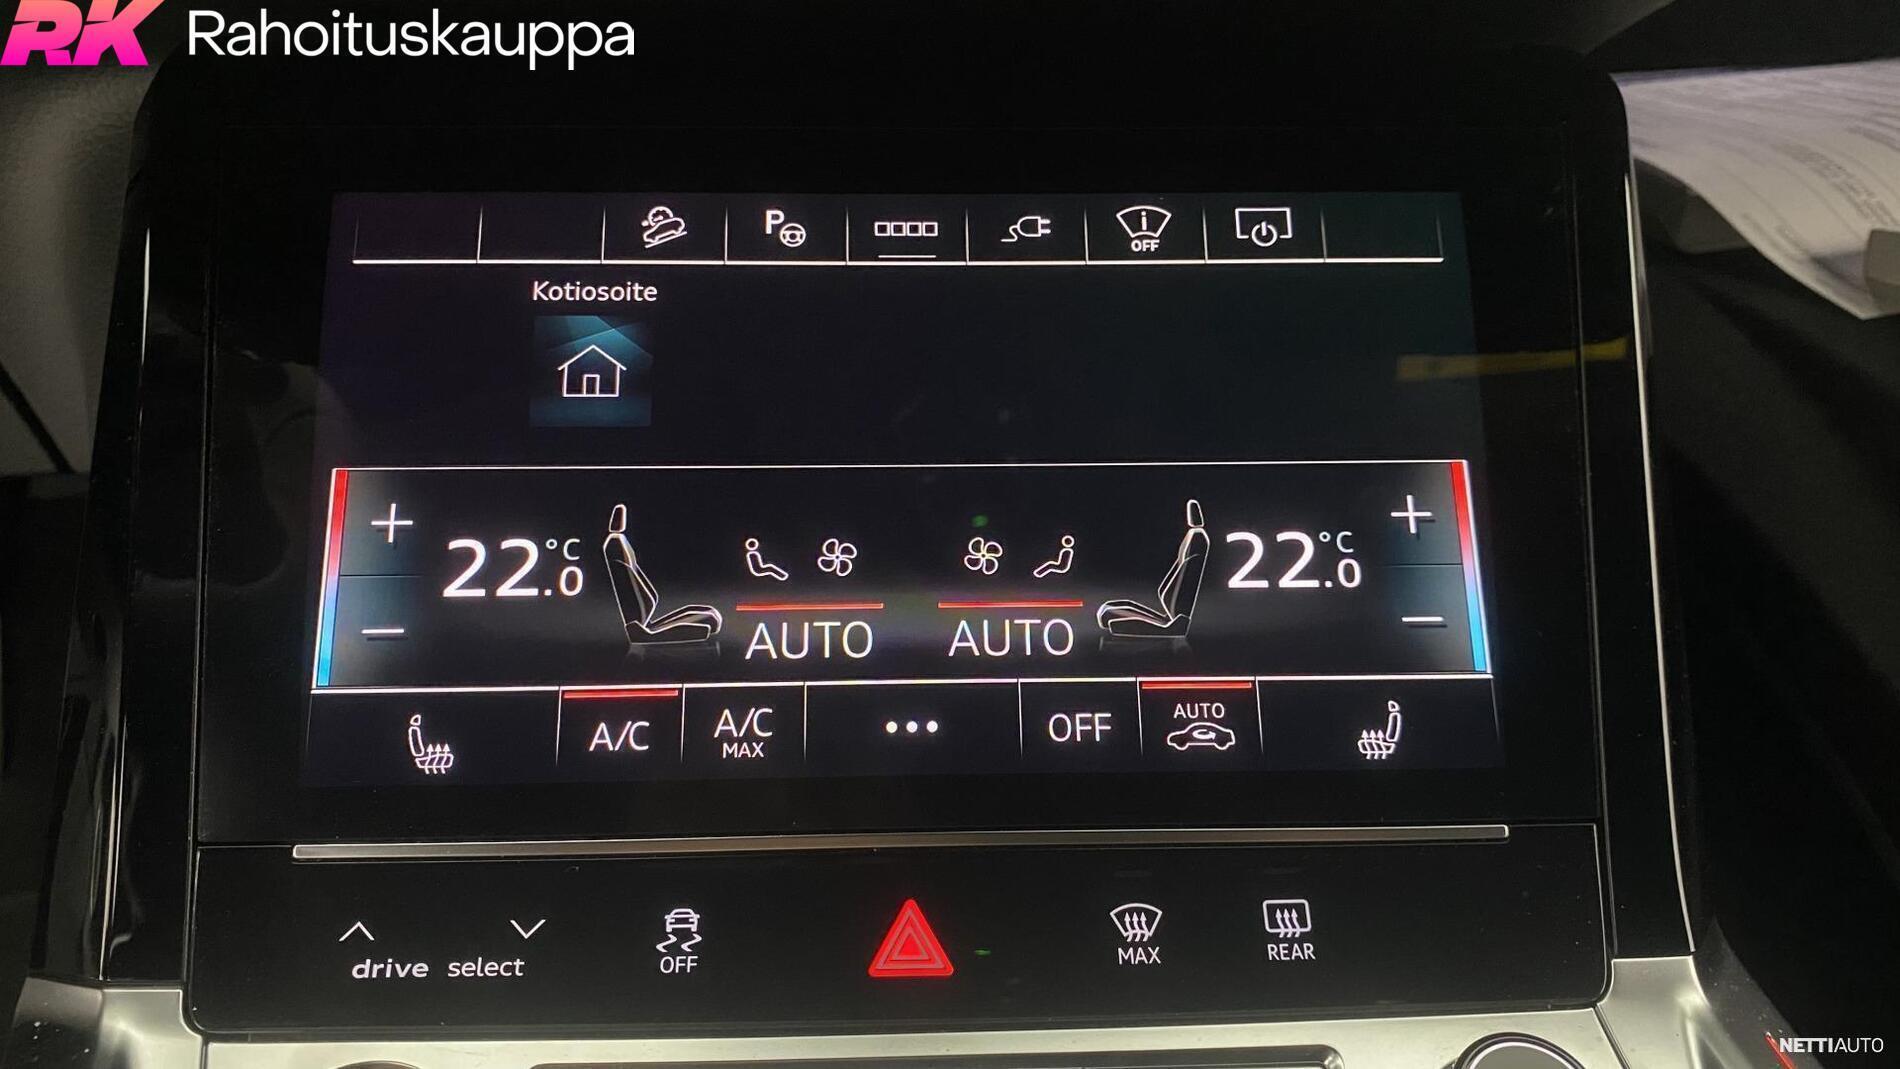 RK Rahoituskauppa
P
OFF
Kotiosoite
22.0 °C
22.0 °C
AUTO
AUTO
A/C
A/C MAX
OFF
AUTO
drive select
OFF
MAX
REAR
NETTIAUTO